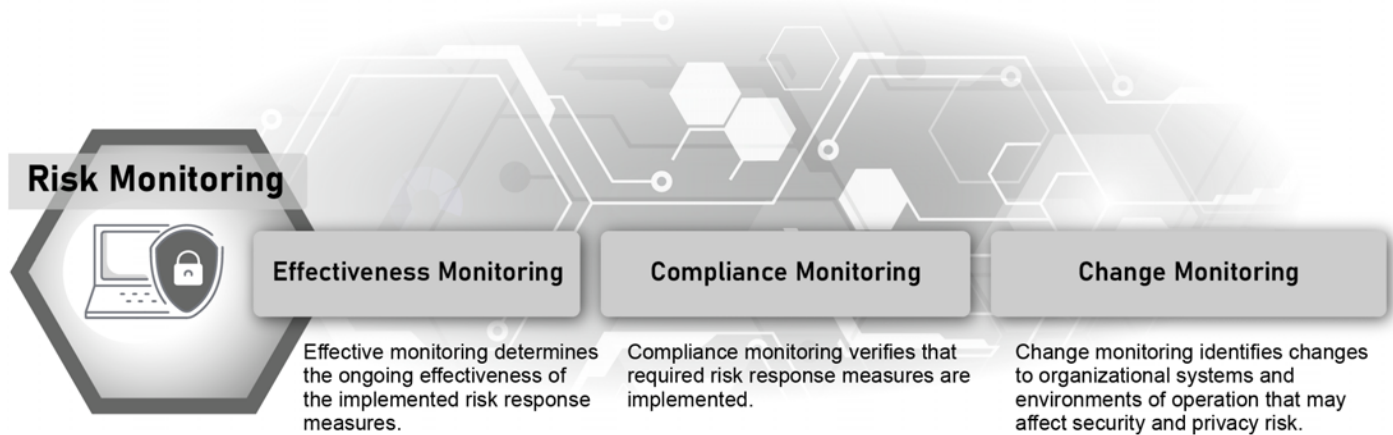 Risk Monitoring
Effectiveness Monitoring
Effective monitoring determines
the ongoing effectiveness of
the implemented risk response
measures.
Compliance Monitoring
Compliance monitoring verifies that
required risk response measures are
implemented.
Change Monitoring
Change monitoring identifies changes
to organizational systems and
environments of operation that may
affect security and privacy risk.